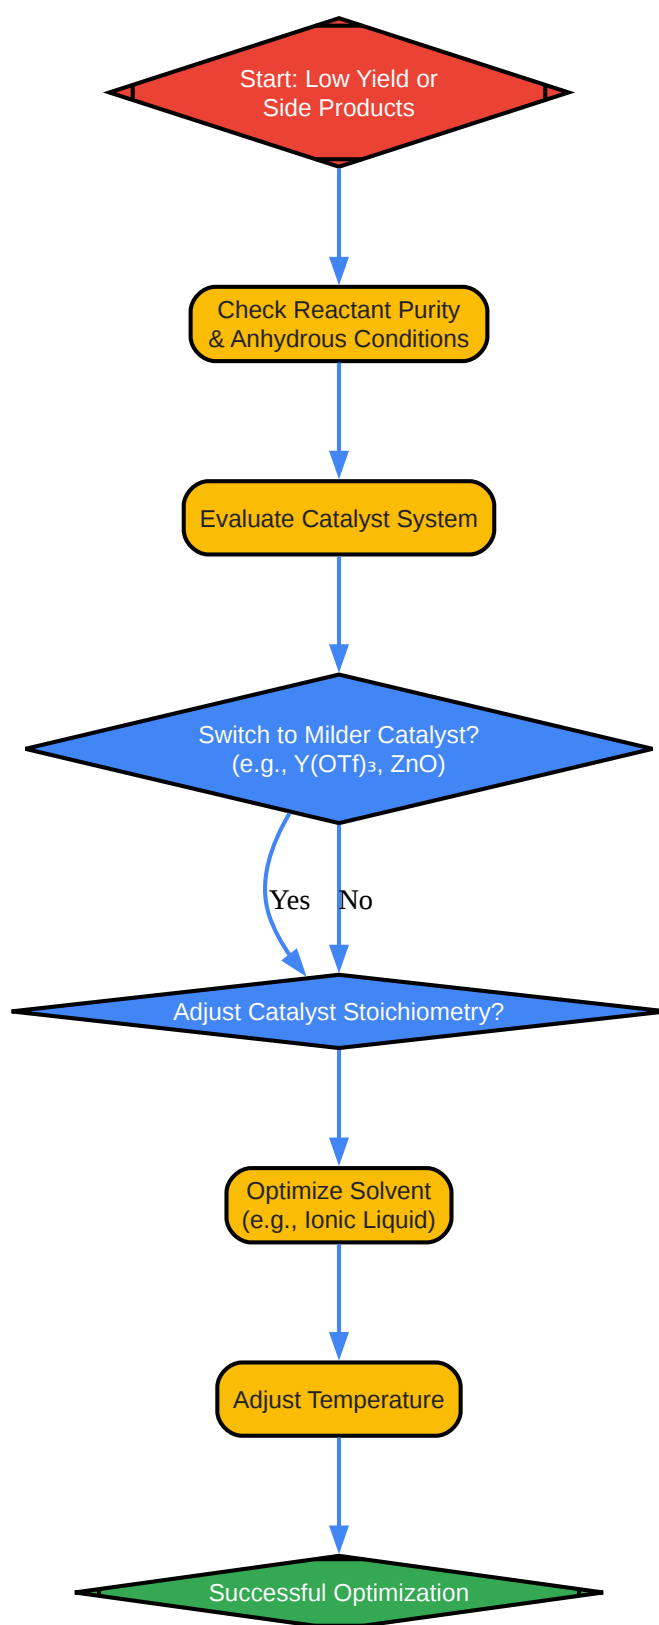 Start: Low Yield or
Side Products
Check Reactant Purity
& Anhydrous Conditions
Evaluate Catalyst System
Switch to Milder Catalyst?
(e.g., Y(OTf)₃, ZnO)
Yes
No
Adjust Catalyst Stoichiometry?
Optimize Solvent
(e.g., Ionic Liquid)
Adjust Temperature
Successful Optimization